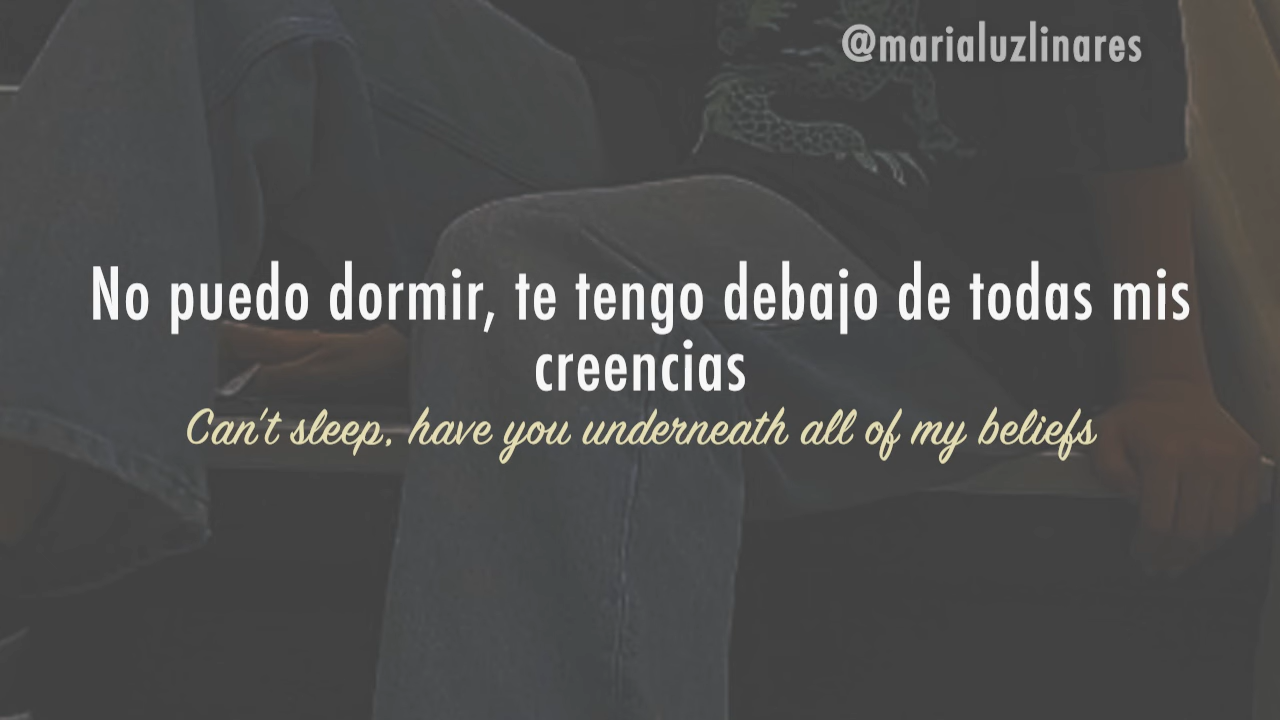 @marialuzlinares
No puedo dormir, te tengo debajo de todas mis
creencias
Can't sleep, have you underneath all of my beliefs